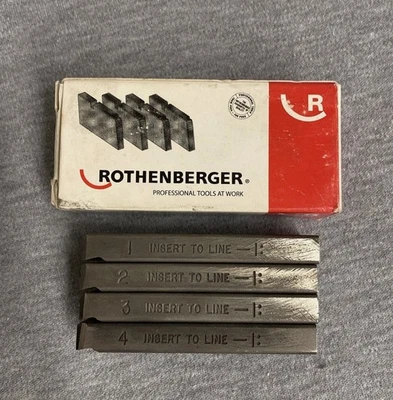 R
ROTHENBERGER®
PROFESSIONAL TOOLS AT WORK
1 INSERT TO LINE
2 INSERT TO LINE
3 INSERT TO LINE
4 INSERT TO LINE